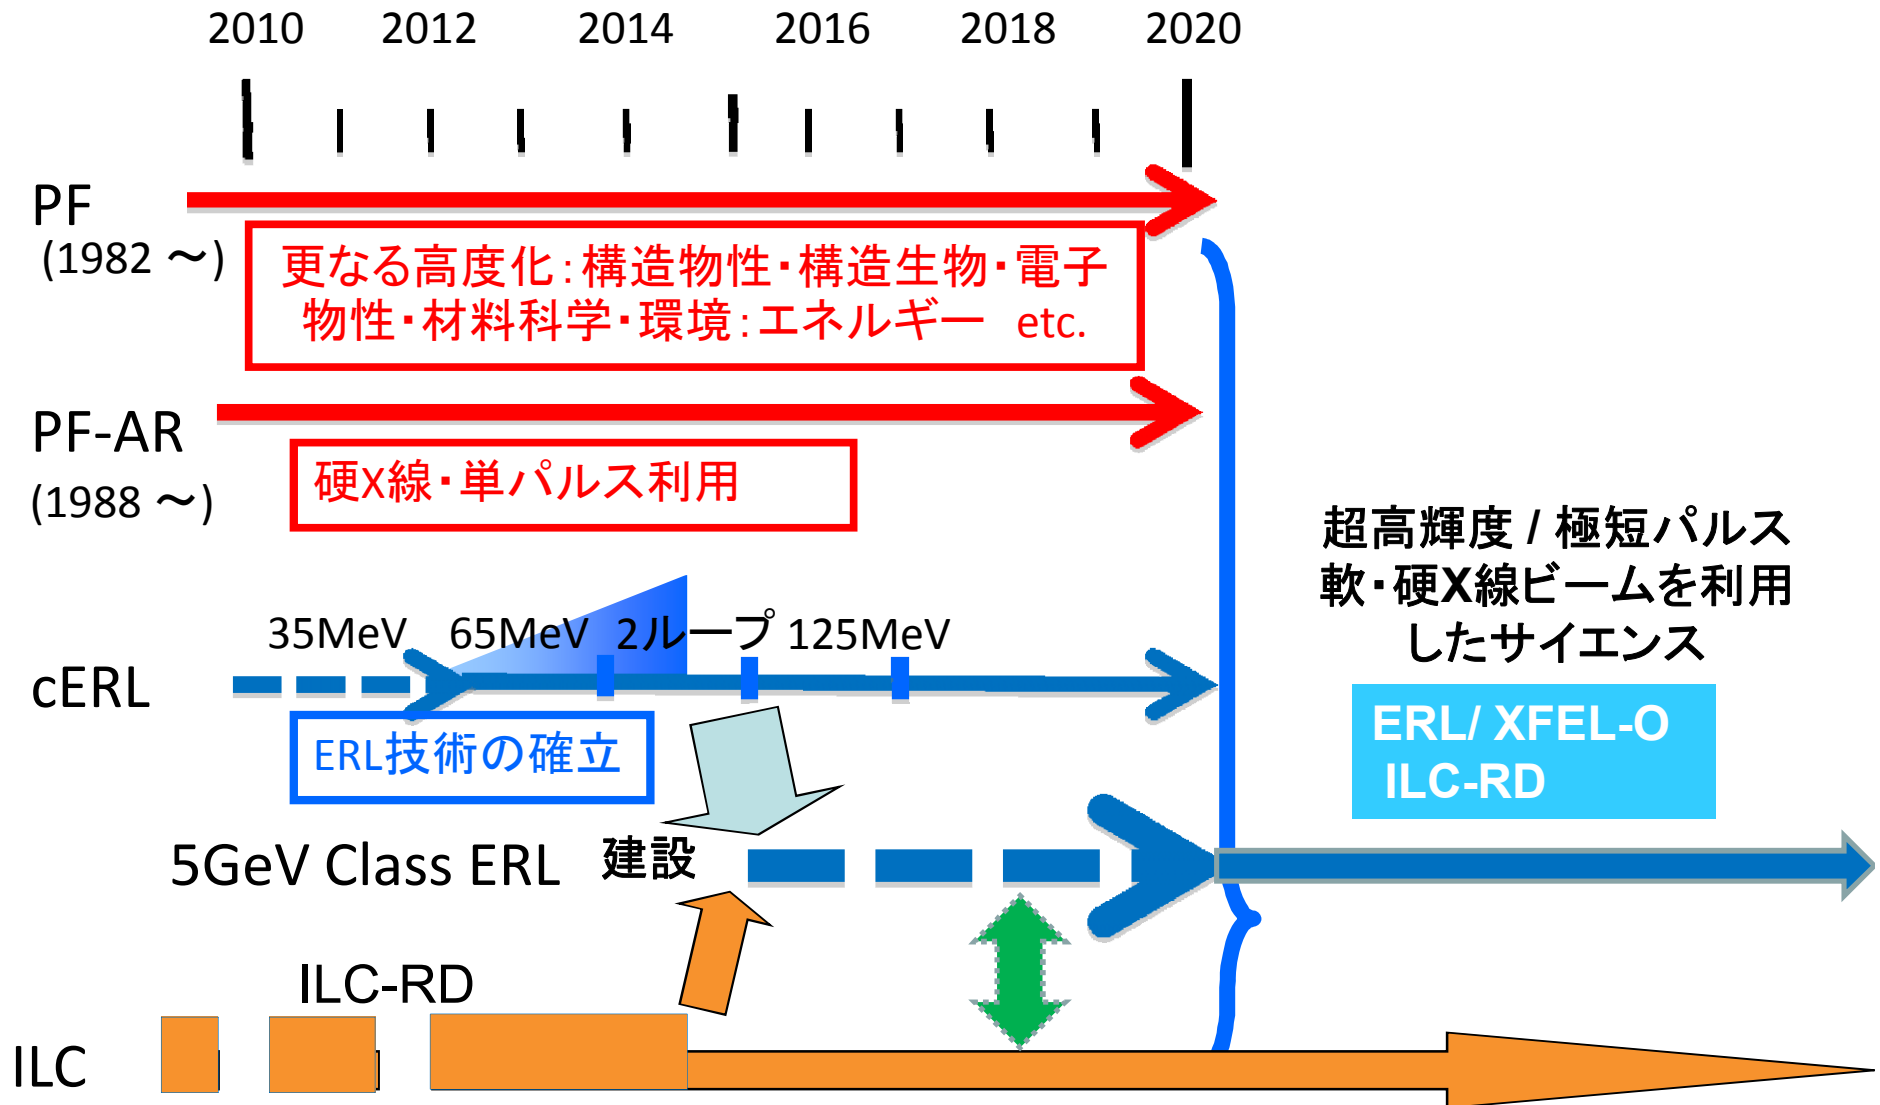 2010 2012 2014 2016 2018 2020
PF
(1982 ～)
更なる高度化：構造物性・構造生物・電子
物性・材料科学・環境：エネルギー etc.
PF-AR
(1988 ～)
硬X線・単パルス利用
超高輝度 / 極短パルス
軟・硬X線ビームを利用
したサイエンス
35MeV 65MeV 2ループ 125MeV
cERL
ERL技術の確立
ERL/ XFEL-O
ILC-RD
5GeV Class ERL 建設
ILC-RD
ILC